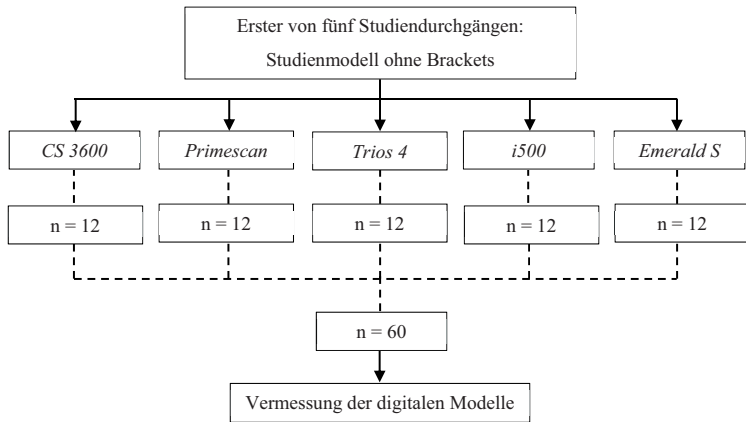 Erster von fünf Studiendurchgängen:
Studienmodell ohne Brackets
CS 3600
Primescan
Trios 4
i500
Emerald S
n = 12
n = 12
n = 12
n = 12
n = 12
n = 60
Vermessung der digitalen Modelle